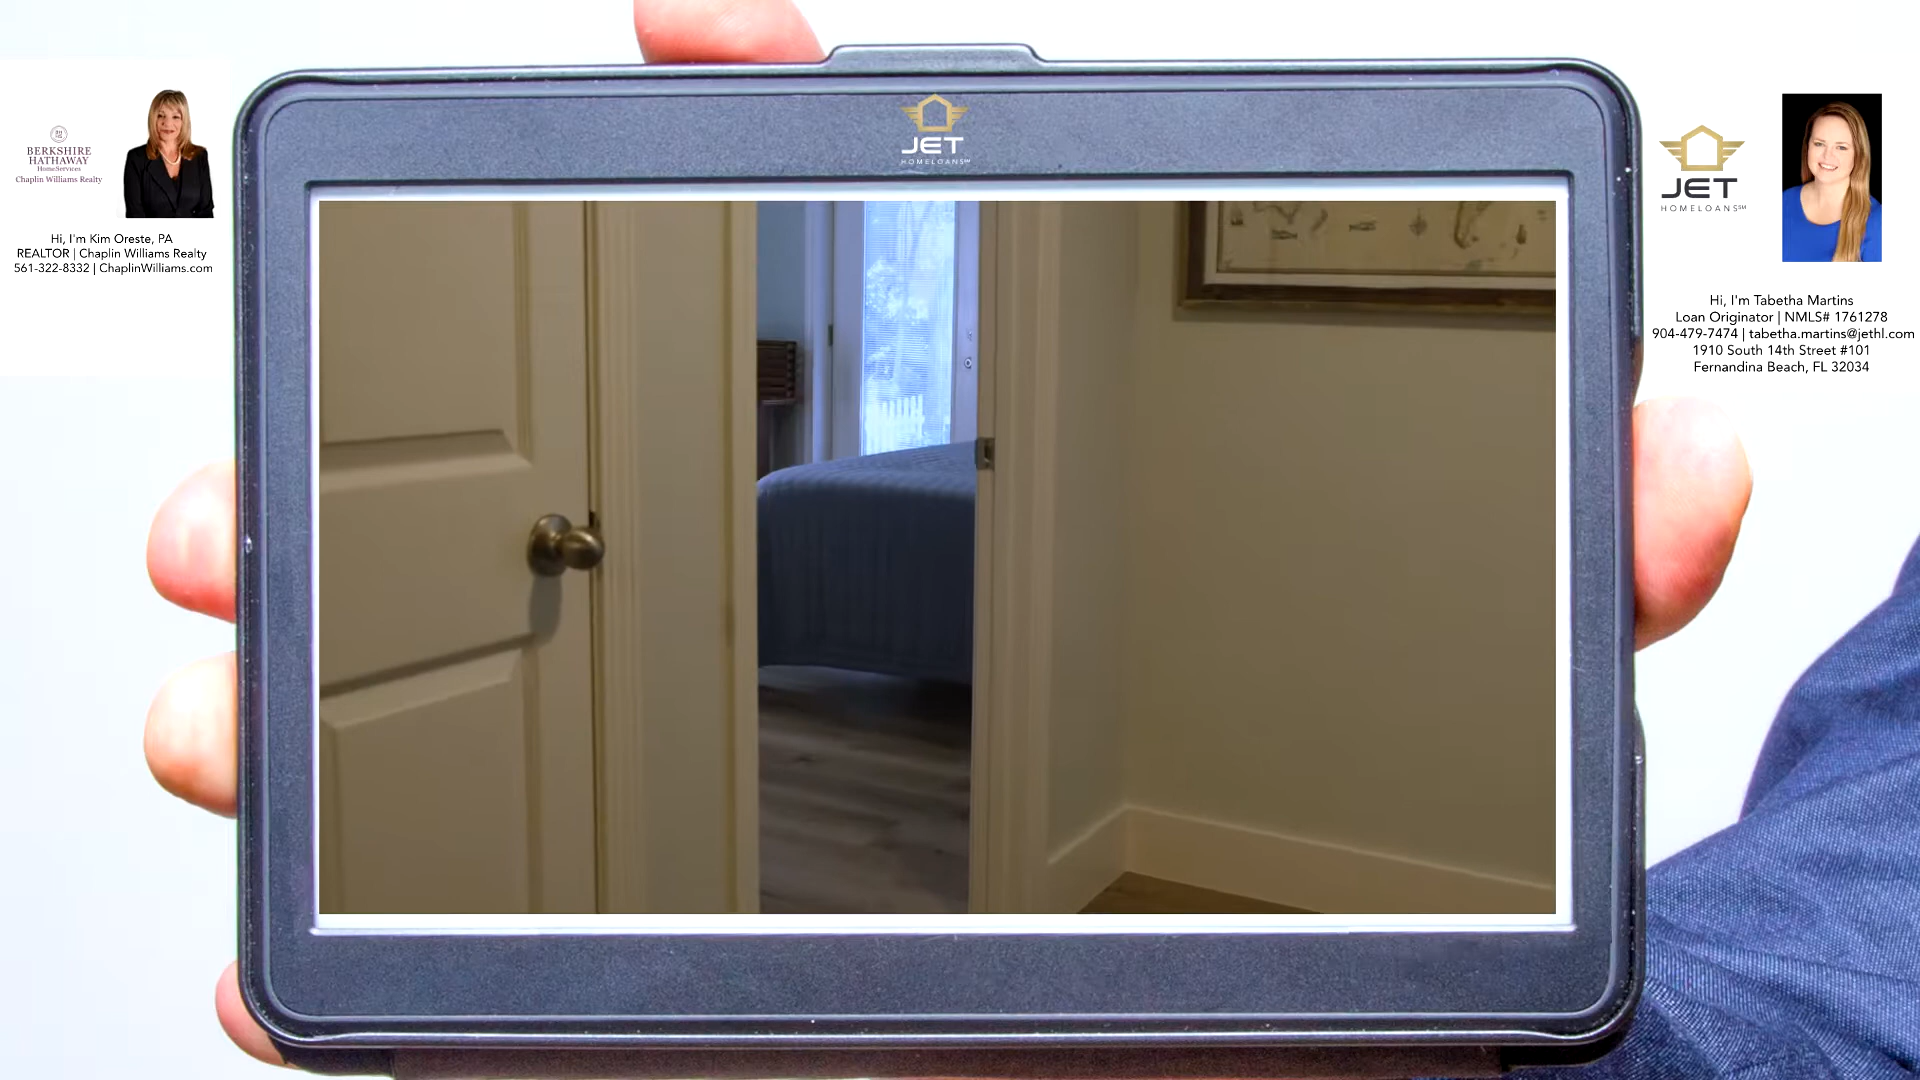 BERKSHIRE
HATHAWAY
HomeServices
Chaplin Williams Realty
Hi, I'm Kim Oreste, PA
REALTOR | Chaplin Williams Realty
561-322-8332 | ChaplinWilliams.com
JET
HOMELOANS℠
JET
HOMELOANS℠
Hi, I'm Tabetha Martins
Loan Originator | NMLS# 1761278
904-479-7474 | tabetha.martins@jethl.com
1910 South 14th Street #101
Fernandina Beach, FL 32034